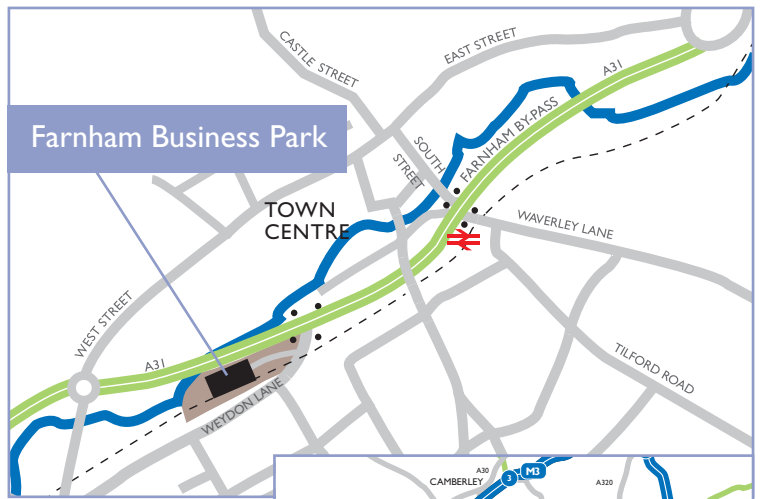 CASTLE STREET
EAST STREET
A31
Farnham Business Park
SOUTH
STREET
FARNHAM BY-PASS
TOWN
CENTRE
WAVERLEY LANE
WEST STREET
A31
TILFORD ROAD
WEYDON LANE
A30
CAMBERLEY
3
M3
A320